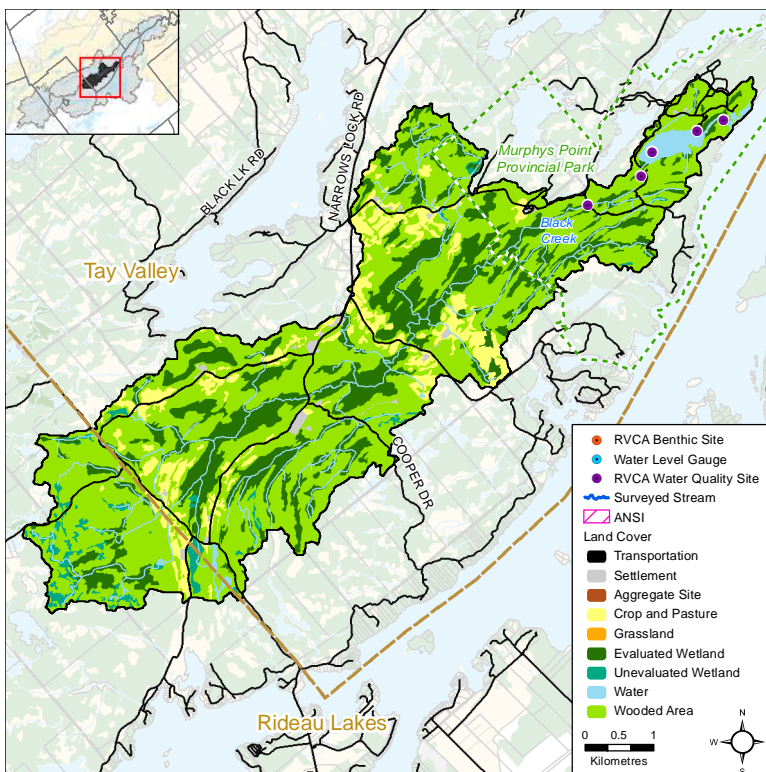 BLACK LK RD
NARROWS LOCK RD
Murphys Point
Provincial Park
Black
Creek
Tay Valley
COOPER DR
Rideau Lakes
RVCA Benthic Site
Water Level Gauge
RVCA Water Quality Site
Surveyed Stream
ANSI
Land Cover
Transportation
Settlement
Aggregate Site
Crop and Pasture
Grassland
Evaluated Wetland
Unevaluated Wetland
Water
Wooded Area
0 0.5 1
Kilometres
N
W E
S